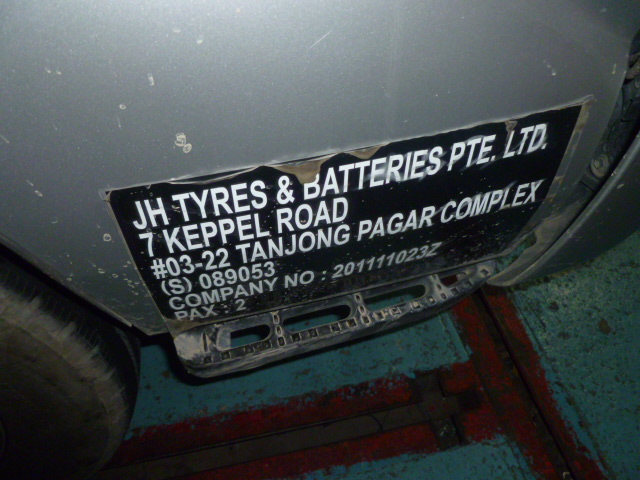 JH TYRES & BATTERIES PTE. LTD.
7 KEPPEL ROAD
#03-22 TANJONG PAGAR COMPLEX
(S) 089053
COMPANY NO : 201111023Z
PAX : 2